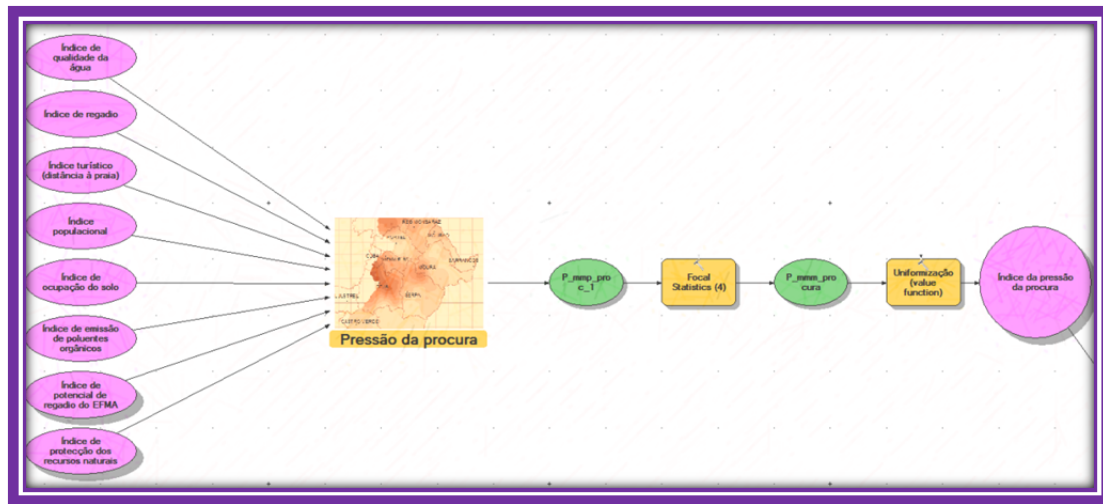 Índice de
qualidade da
água
Índice de regadio
Índice turístico
(distância à praia)
Índice
populacional
Índice de
ocupação do solo
Índice de emissão
de poluentes
orgânicos
Índice de
potencial de
regadio do EFMA
Índice de
protecção dos
recursos naturais
CASTRO VERDE
Pressão da procura
P_mmp_pro
c_1
Focal
Statistics (4)
P_mmm_pro
cura
Uniformização
(value
function)
Índice da pressão
da procura